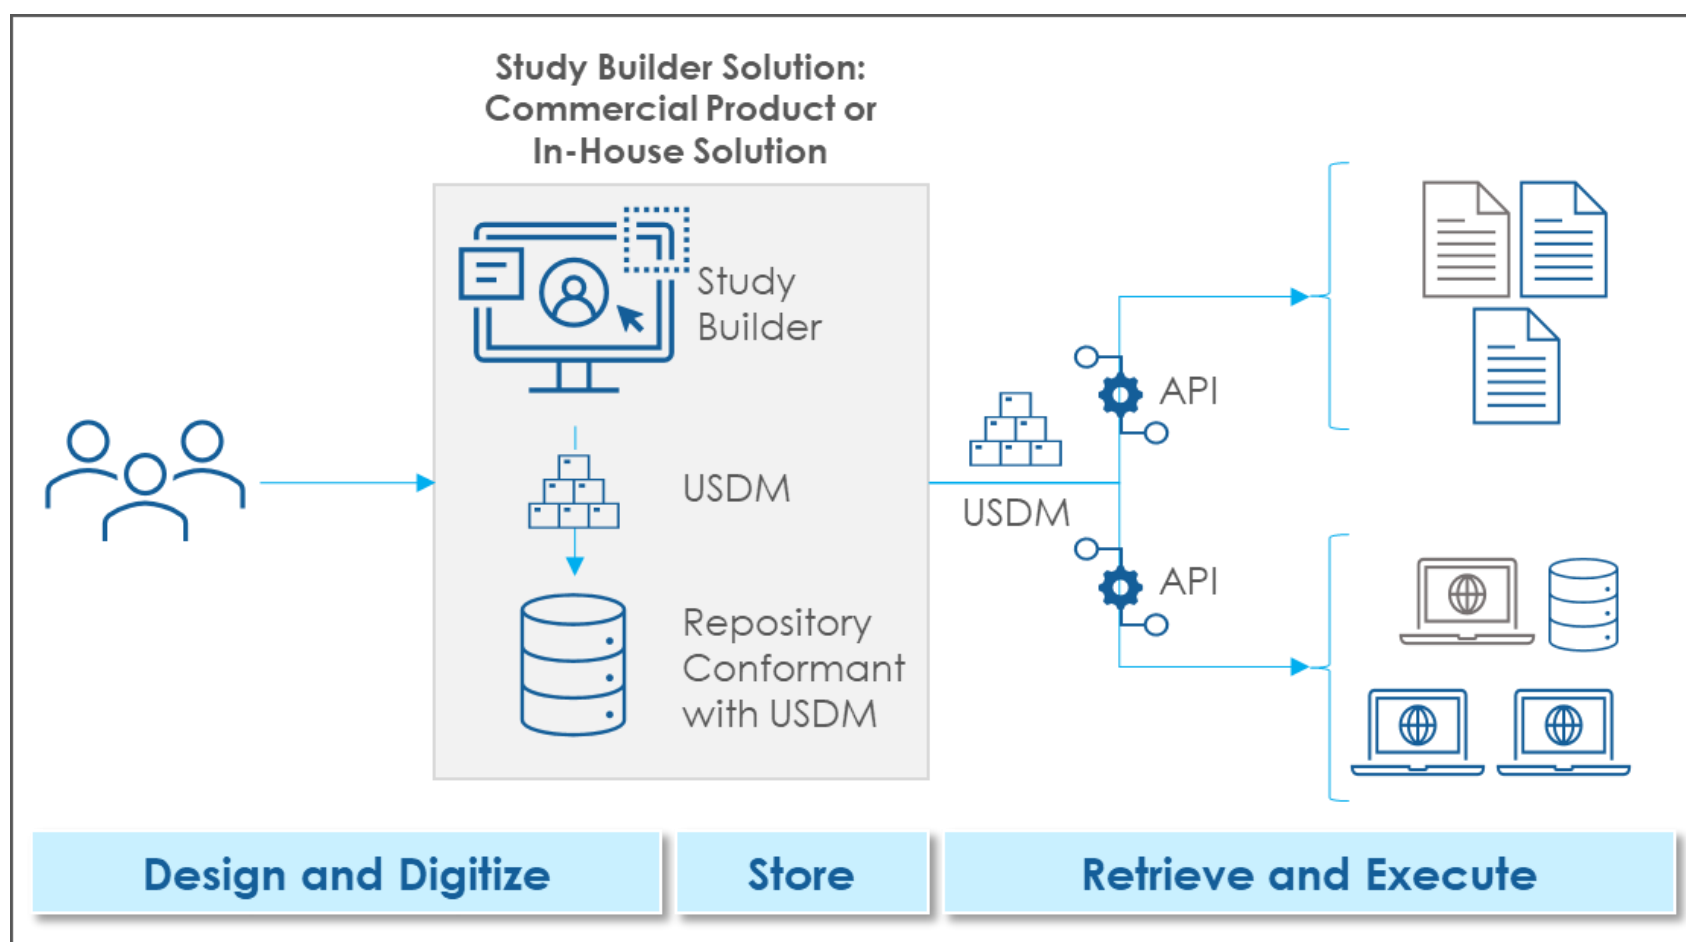 Study Builder Solution:
Commercial Product or
In-House Solution
Study
Builder
USDM
Repository
Conformant
with USDM
USDM
API
API
Design and Digitize
Store
Retrieve and Execute